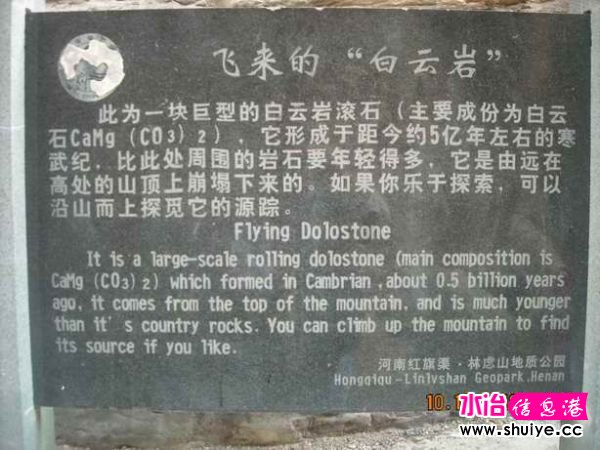 飞来的“白云岩”
此为一块巨型的白云岩滚石（主要成份为白云
石CaMg (CO3) 2)，它形成于距今约5亿年左右的寒
武纪，比此处周围的岩石要年轻得多，它是由远在
高处的山顶上崩塌下来的。如果你乐于探索，可以
沿山而上探觅它的源踪。
Flying Dolostone
It is a large-scale rolling dolostone (main composition is
CaMg (CO3) 2) which formed in Cambrian ,about 0.5 billion years
ago, it comes from the top of the mountain, and is much younger
than it's country rocks. You can climb up the mountain to find
its source if you like.
河南红旗渠·林虑山地质公园
Hongqiqu-Linlvshan Geopark,Henan
水冶信息港
www.shuiye.cc